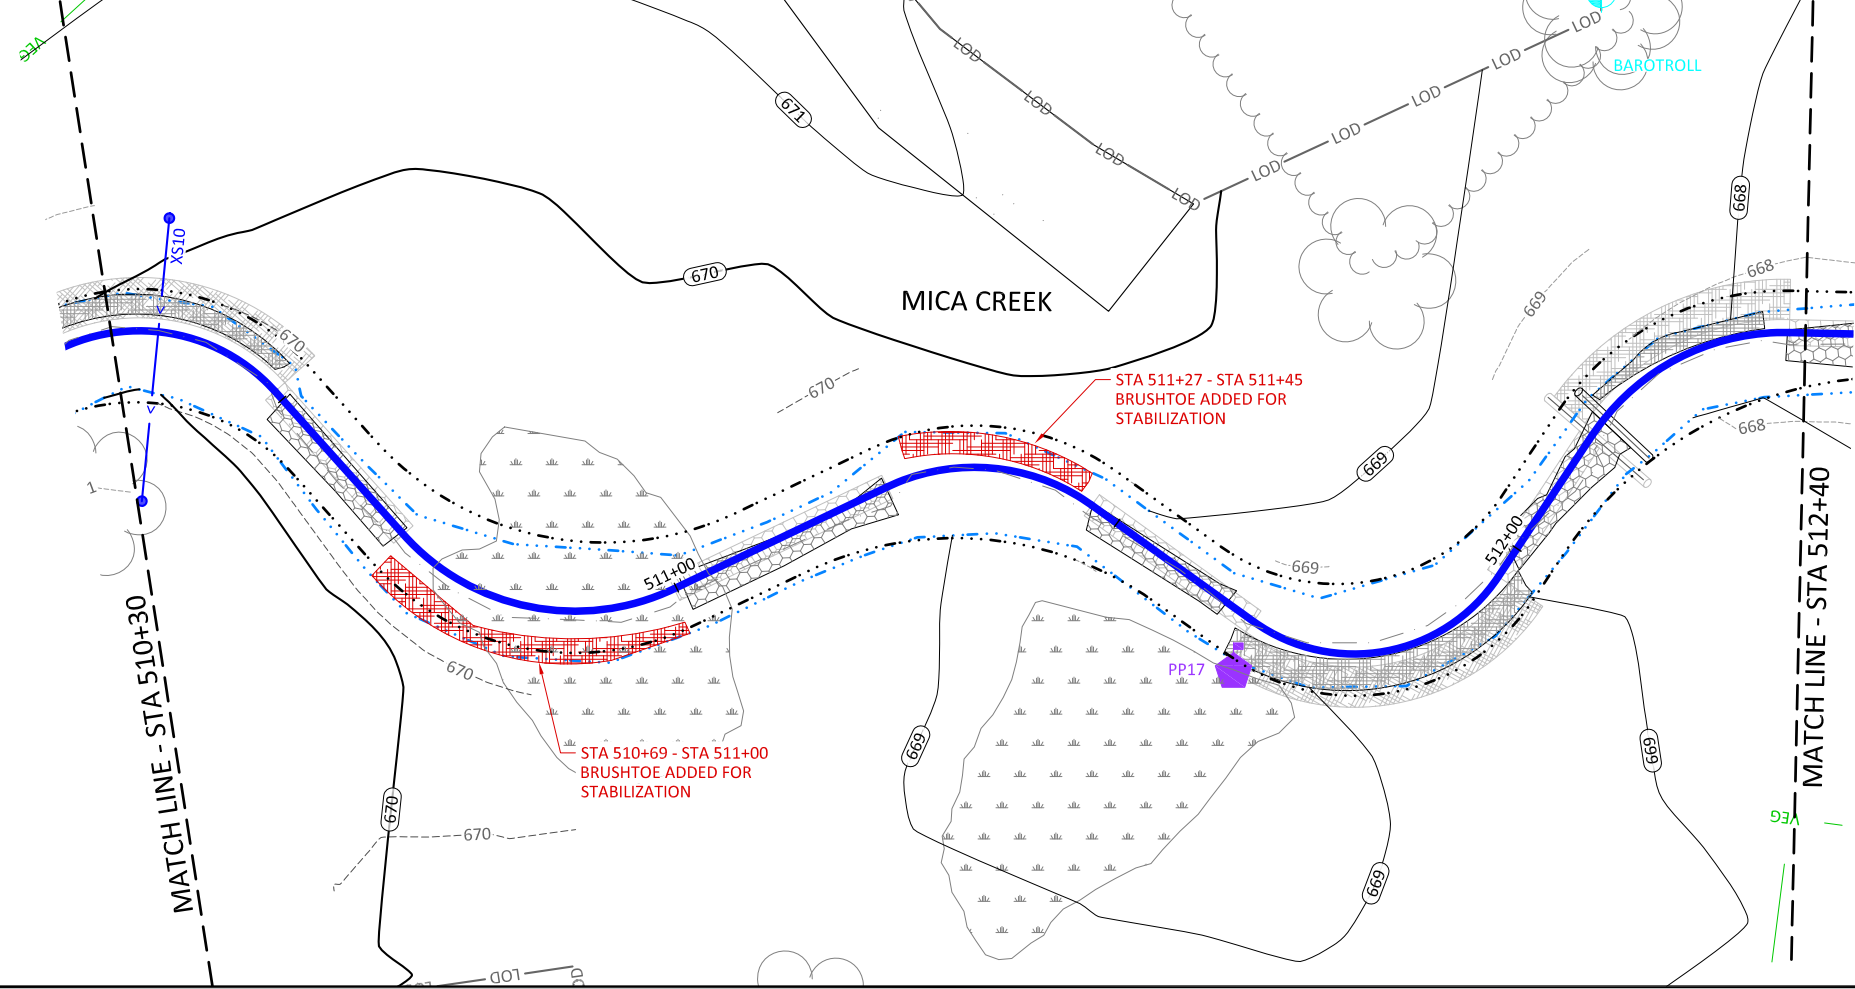 VEG
LOD
LOD
LOD
LOD
LOD
LOD
LOD
LOD
LOD
BAROTROLL
671
668
XS10
670
MICA CREEK
668
669
670
670
STA 511+27 - STA 511+45
BRUSHTOE ADDED FOR
STABILIZATION
668
669
1
511+00
512+00
669
MATCH LINE - STA 510+30
MATCH LINE - STA 512+40
670
PP17
STA 510+69 - STA 511+00
BRUSHTOE ADDED FOR
STABILIZATION
669
669
670
670
VEG
669
LOD
LOD